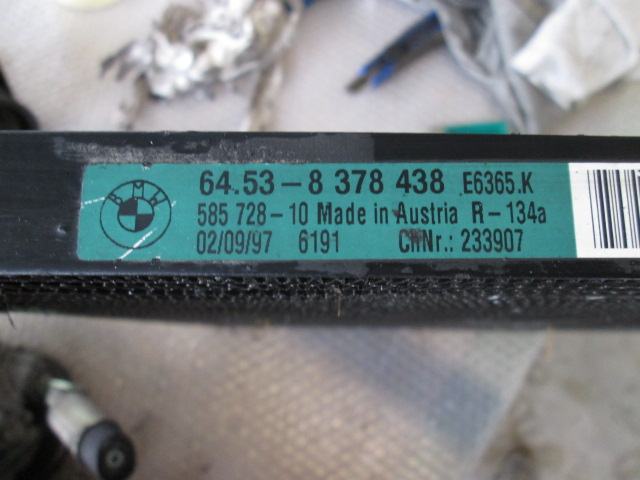 BMW
64.53-8 378 438 E6365.K
585 728-10 Made in Austria R-134a
02/09/97 6191 ChNr.: 233907